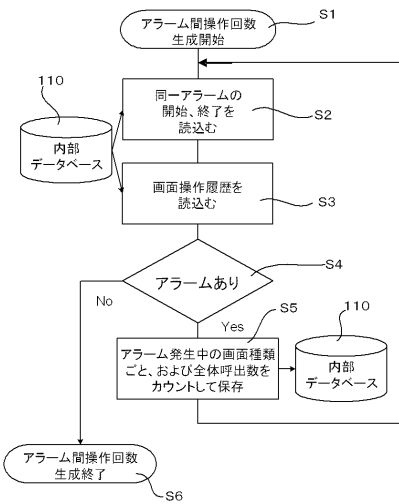 アラーム間操作回数
生成開始
S1
110
同一アラームの
開始、終了を
読込む
S2
内部
データベース
画面操作履歴を
読込む
S3
アラームあり
S4
No
Yes
S5
110
アラーム発生中の画面種類
ごと、および全体呼出数を
カウントして保存
内部
データベース
アラーム間操作回数
生成終了
S6